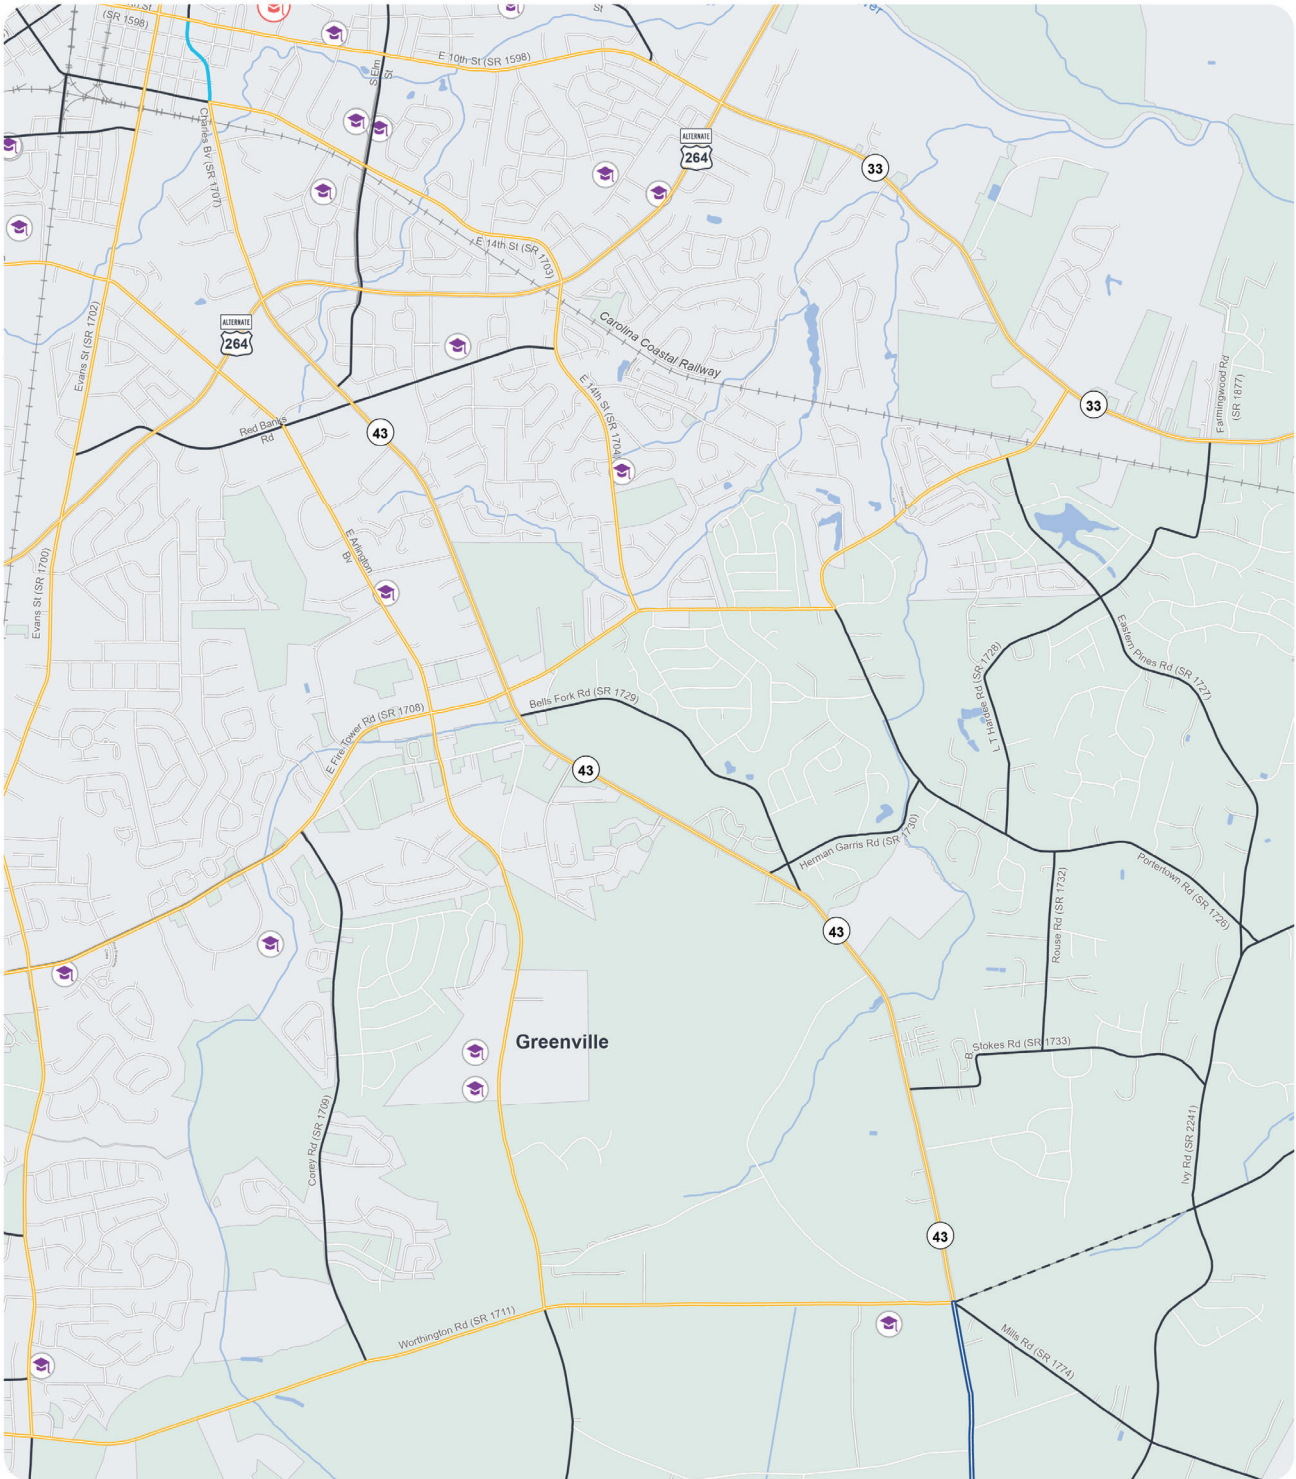 St
(SR 1598)
St
E 10th St (SR 1598)
S Elm
St
Charles Bv (SR 1707)
ALTERNATE
264
33
E 14th St (SR 1703)
Carolina Coastal Railway
ALTERNATE
264
Evans St (SR 1702)
Farmingwood Rd
(SR 1877)
33
E 14th St (SR 1704)
Red Banks
Rd
43
E Arlington
Bv
Evans St (SR 1700)
Eastern Pines Rd (SR 1727)
L T Hardee Rd (SR 1728)
Bells Fork Rd (SR 1729)
E Fire Tower Rd (SR 1708)
43
Herman Garris Rd (SR 1730)
Portertown Rd (SR 1726)
Rouse Rd (SR 1732)
43
Greenville
B Stokes Rd (SR 1733)
Corey Rd (SR 1709)
Ivy Rd (SR 2241)
43
Worthington Rd (SR 1711)
Mills Rd (SR 1774)